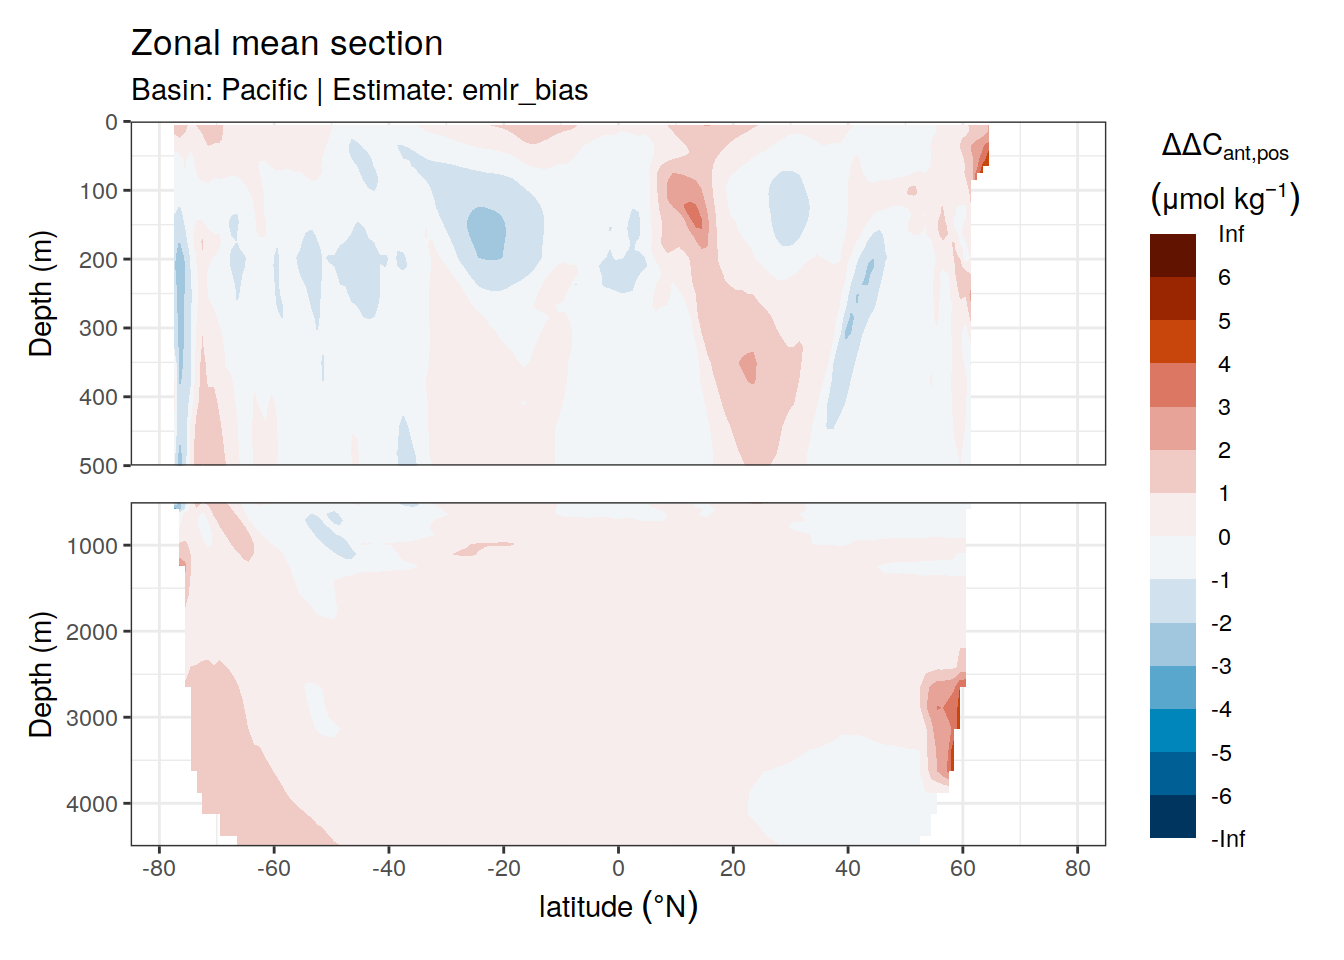 Zonal mean section
Basin: Pacific | Estimate: emlr_bias
0
100
200
300
400
500
Depth (m)
1000
2000
3000
4000
Depth (m)
-80 -60 -40 -20 0 20 40 60 80
latitude (°N)
ΔΔC_ant,pos
(μmol kg⁻¹)
Inf
6
5
4
3
2
1
0
-1
-2
-3
-4
-5
-6
-Inf